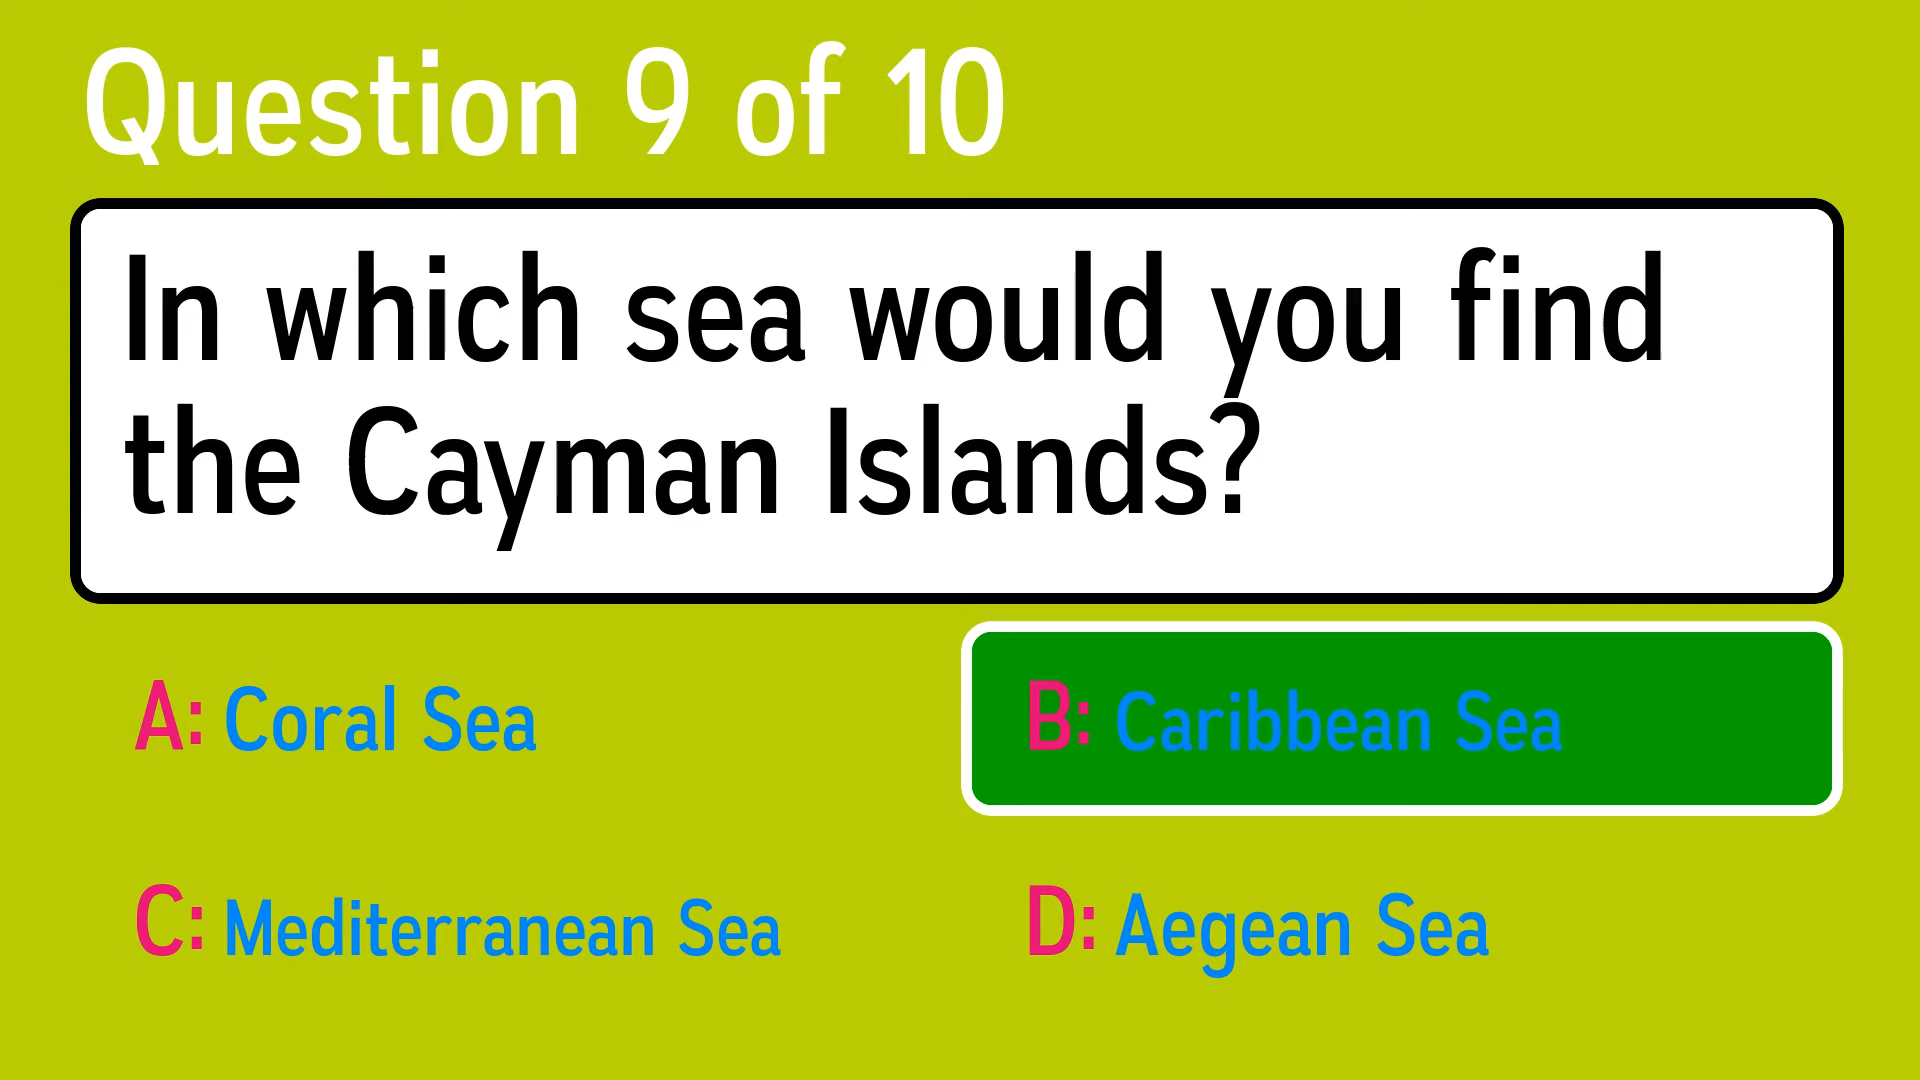 Question 9 of 10
In which sea would you find
the Cayman Islands?
A: Coral Sea
B: Caribbean Sea
C: Mediterranean Sea
D: Aegean Sea